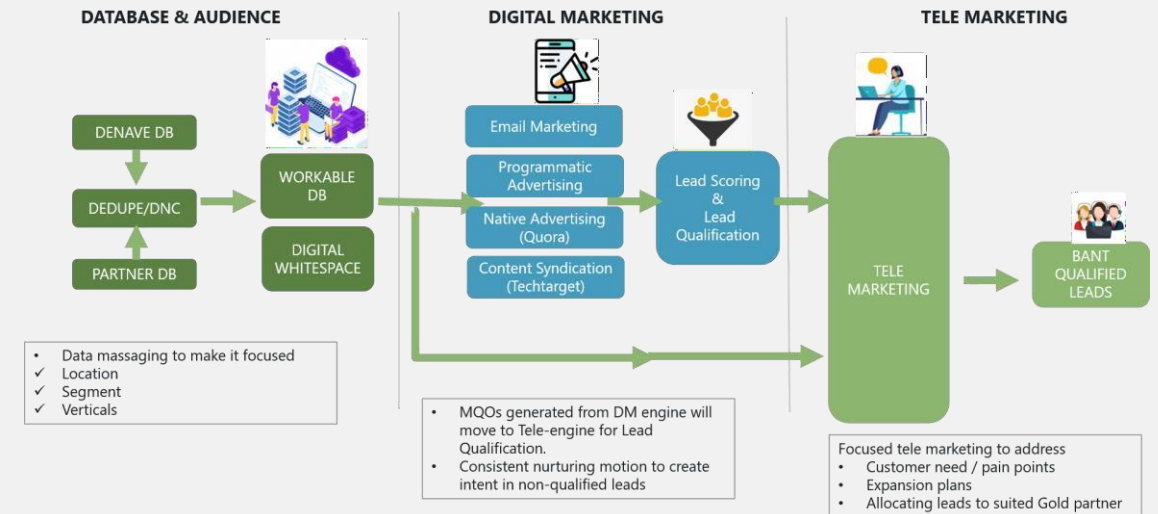 DATABASE & AUDIENCE
DENAVE DB
DEDUPE/DNC
PARTNER DB
WORKABLE
DB
DIGITAL
WHITESPACE
• Data massaging to make it focused
✓ Location
✓ Segment
✓ Verticals
DIGITAL MARKETING
Email Marketing
Programmatic
Advertising
Native Advertising
(Quora)
Content Syndication
(Techtarget)
Lead Scoring
&
Lead
Qualification
• MQOs generated from DM engine will
move to Tele-engine for Lead
Qualification.
• Consistent nurturing motion to create
intent in non-qualified leads
TELE MARKETING
TELE
MARKETING
BANT
QUALIFIED
LEADS
Focused tele marketing to address
• Customer need / pain points
• Expansion plans
• Allocating leads to suited Gold partner